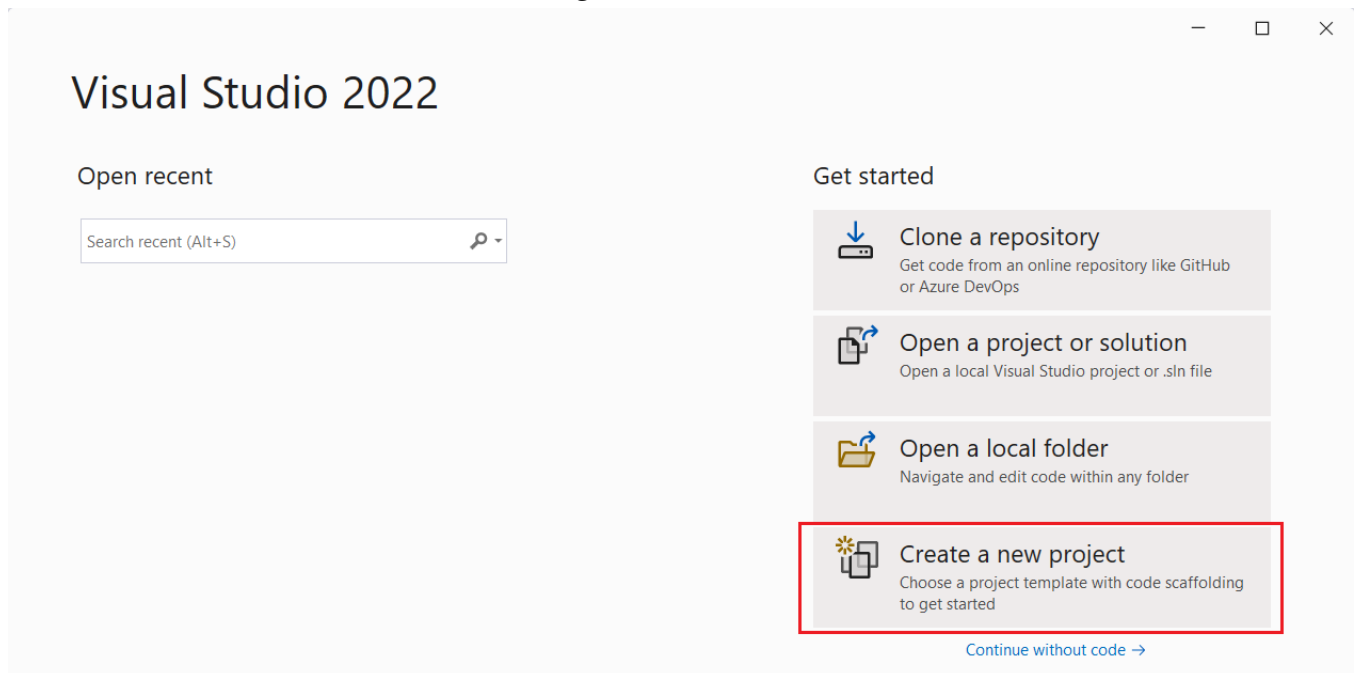 Visual Studio 2022
Open recent
Search recent (Alt+S)
Get started
Clone a repository
Get code from an online repository like GitHub
or Azure DevOps
Open a project or solution
Open a local Visual Studio project or .sln file
Open a local folder
Navigate and edit code within any folder
Create a new project
Choose a project template with code scaffolding
to get started
Continue without code →